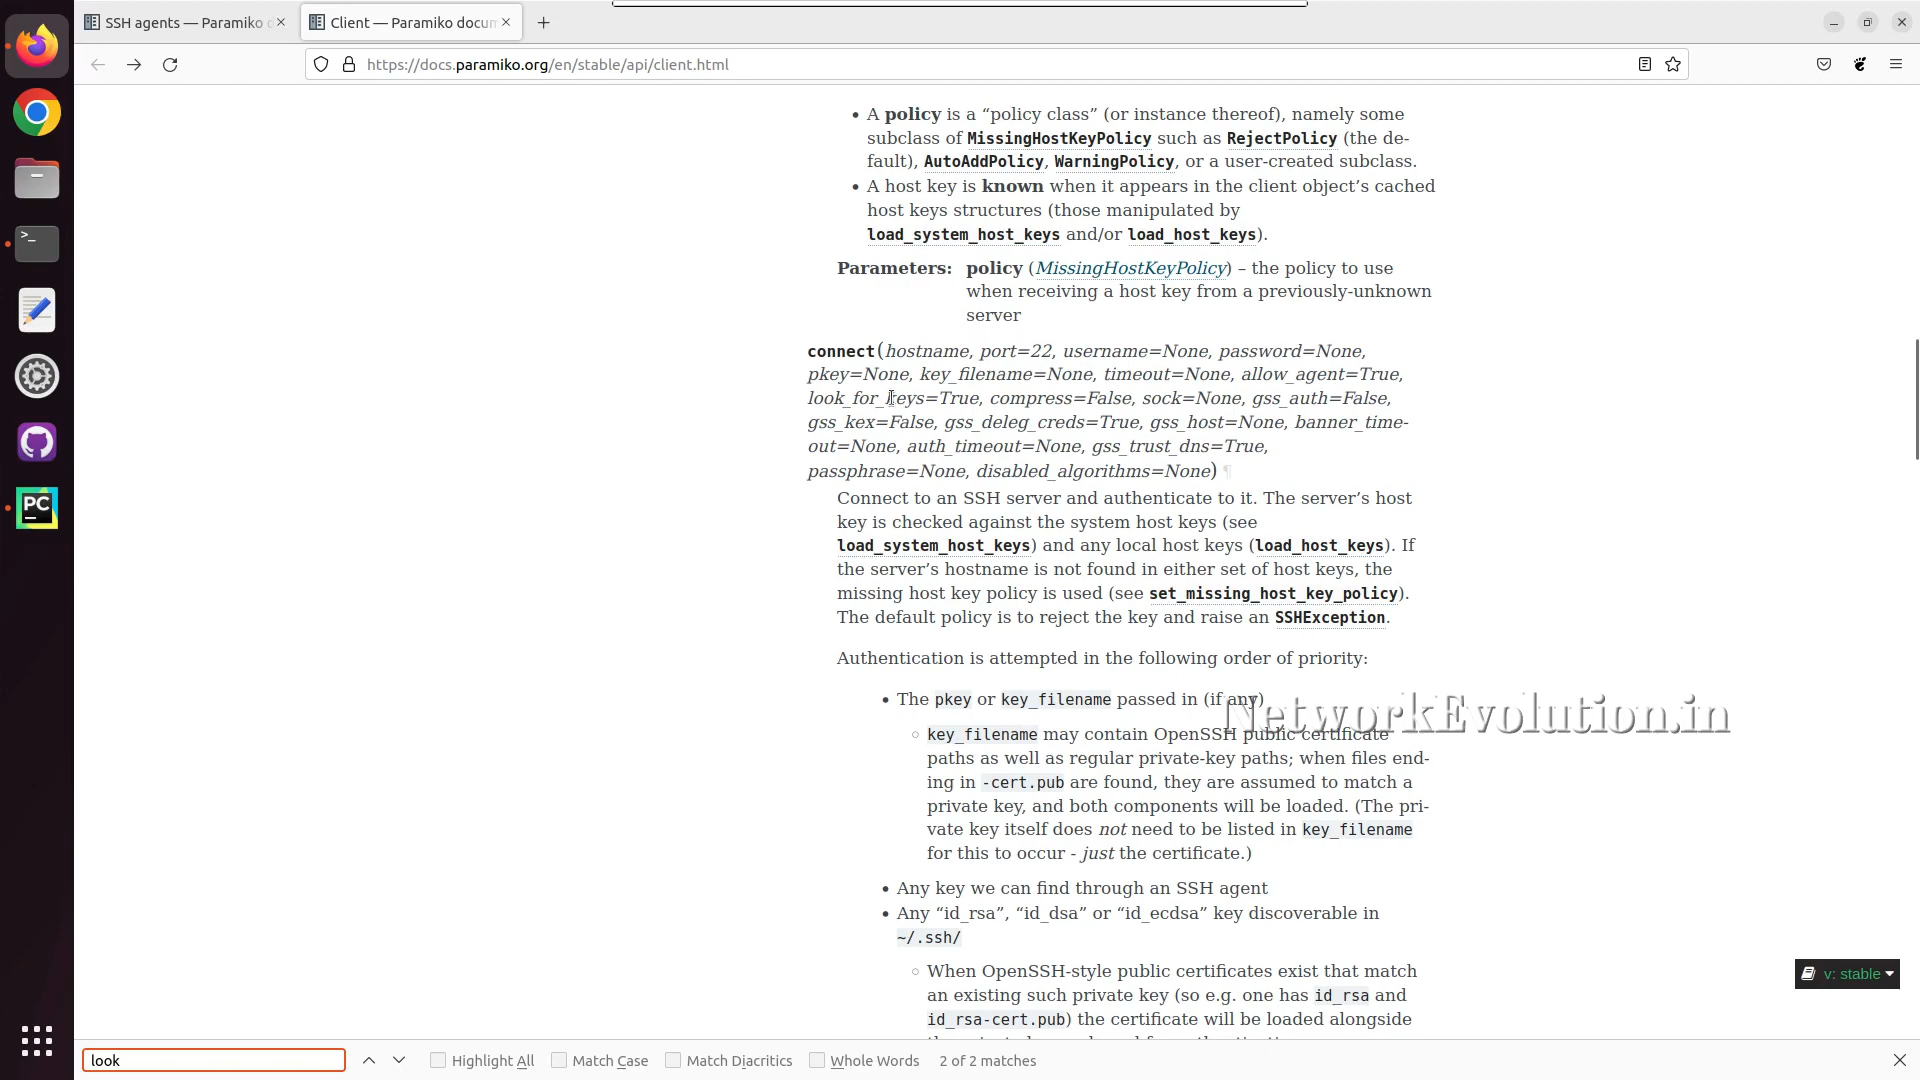 SSH agents — Paramiko d
Client — Paramiko docum
https://docs.paramiko.org/en/stable/api/client.html
• A policy is a “policy class” (or instance thereof), namely some
subclass of MissingHostKeyPolicy such as RejectPolicy (the de-
fault), AutoAddPolicy, WarningPolicy, or a user-created subclass.
• A host key is known when it appears in the client object’s cached
host keys structures (those manipulated by
load_system_host_keys and/or load_host_keys).
Parameters: policy (MissingHostKeyPolicy) – the policy to use
when receiving a host key from a previously-unknown
server
connect(hostname, port=22, username=None, password=None,
pkey=None, key_filename=None, timeout=None, allow_agent=True,
look_for_keys=True, compress=False, sock=None, gss_auth=False,
gss_kex=False, gss_deleg_creds=True, gss_host=None, banner_time-
out=None, auth_timeout=None, gss_trust_dns=True,
passphrase=None, disabled_algorithms=None) ¶
Connect to an SSH server and authenticate to it. The server’s host
key is checked against the system host keys (see
load_system_host_keys) and any local host keys (load_host_keys). If
the server’s hostname is not found in either set of host keys, the
missing host key policy is used (see set_missing_host_key_policy).
The default policy is to reject the key and raise an SSHException.
Authentication is attempted in the following order of priority:
• The pkey or key_filename passed in (if any)
NetworkEvolution.in
◦ key_filename may contain OpenSSH public certificate
paths as well as regular private-key paths; when files end-
ing in -cert.pub are found, they are assumed to match a
private key, and both components will be loaded. (The pri-
vate key itself does not need to be listed in key_filename
for this to occur - just the certificate.)
• Any key we can find through an SSH agent
• Any “id_rsa”, “id_dsa” or “id_ecdsa” key discoverable in
~/.ssh/
◦ When OpenSSH-style public certificates exist that match
an existing such private key (so e.g. one has id_rsa and
id_rsa-cert.pub) the certificate will be loaded alongside
v: stable
look
Highlight All
Match Case
Match Diacritics
Whole Words
2 of 2 matches
PC